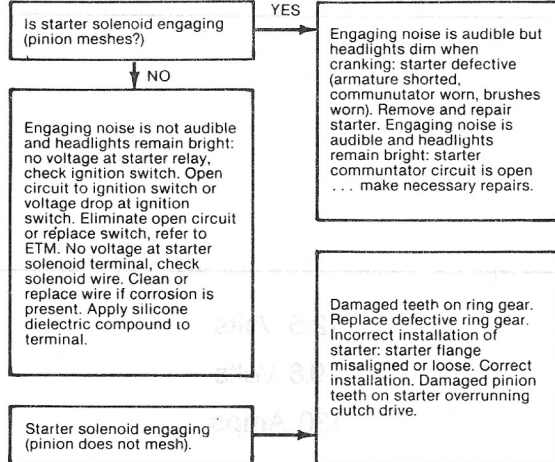 Is starter solenoid engaging
(pinion meshes?)
YES
NO
Engaging noise is audible but
headlights dim when
cranking: starter defective
(armature shorted,
communutator worn, brushes
worn). Remove and repair
starter. Engaging noise is
audible and headlights
remain bright: starter
communtator circuit is open
... make necessary repairs.
Engaging noise is not audible
and headlights remain bright:
no voltage at starter relay,
check ignition switch. Open
circuit to ignition switch or
voltage drop at ignition
switch. Eliminate open circuit
or replace switch, refer to
ETM. No voltage at starter
solenoid terminal, check
solenoid wire. Clean or
replace wire if corrosion is
present. Apply silicone
dielectric compound to
terminal.
Starter solenoid engaging
(pinion does not mesh).
Damaged teeth on ring gear.
Replace defective ring gear.
Incorrect installation of
starter: starter flange
misaligned or loose. Correct
installation. Damaged pinion
teeth on starter overrunning
clutch drive.